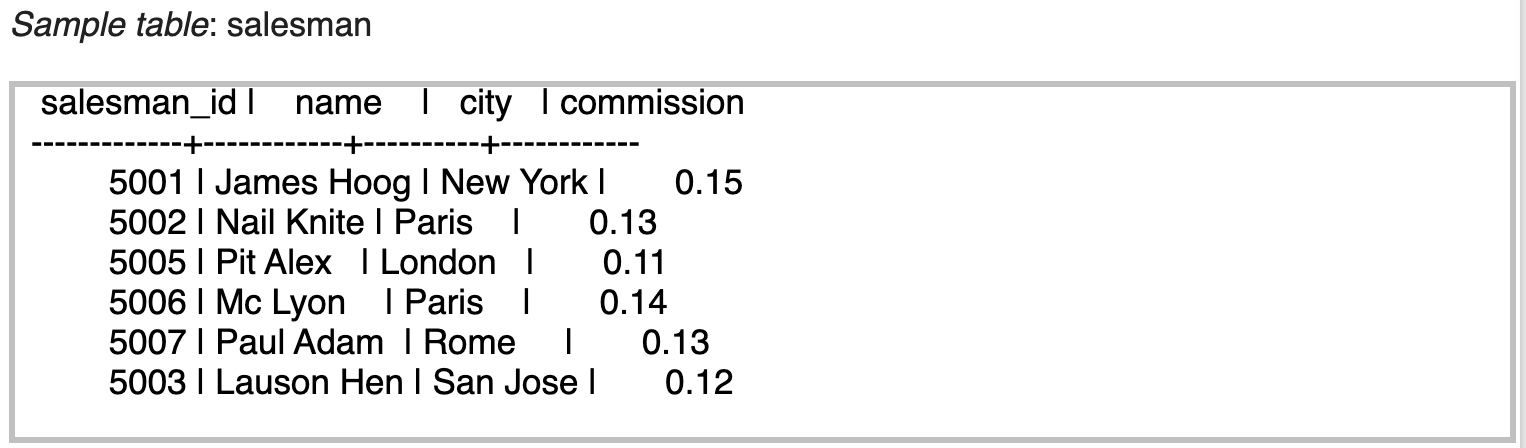 Sample table: salesman
salesman_id |    name    |   city   | commission
-------------+------------+----------+------------
5001 | James Hoog | New York |       0.15
5002 | Nail Knite | Paris    |       0.13
5005 | Pit Alex   | London   |       0.11
5006 | Mc Lyon    | Paris    |       0.14
5007 | Paul Adam  | Rome     |       0.13
5003 | Lauson Hen | San Jose |       0.12